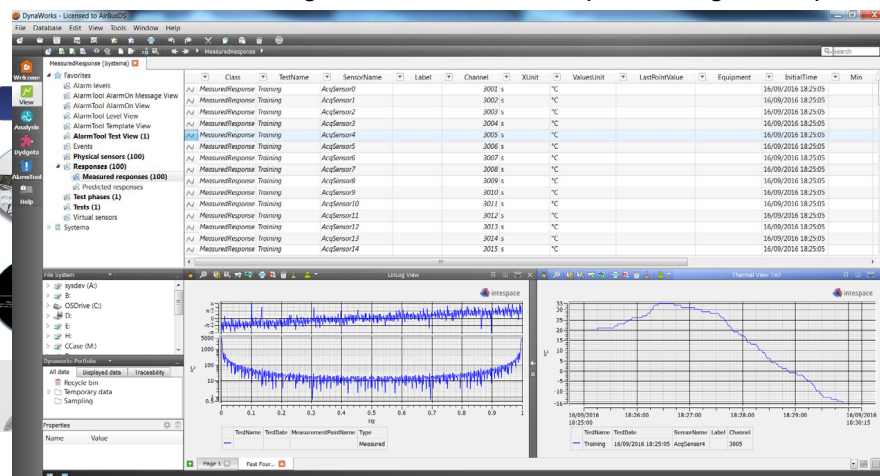 DynaWorks - Licensed to AirBusDS
File Database Edit View Tools Window Help
MeasuredResponse
Search
Welcome
View
Analysis
Dydgets
AlarmTool
Help
MeasuredResponse (Systema)
Favorites
Alarm levels
AlarmTool AlarmOn Message View
AlarmTool AlarmOn View
AlarmTool Level View
AlarmTool Template View
AlarmTool Test View (1)
Events
Physical sensors (100)
Responses (100)
Measured responses (100)
Predicted responses
Test phases (1)
Tests (1)
Virtual sensors
Systema
Class TestName SensorName Label Channel XUnit ValuesUnit LastPointValue Equipment InitialTime Min
MeasuredResponse Training AcqSensor0 3001 s °C 16/09/2016 18:25:05
MeasuredResponse Training AcqSensor1 3002 s °C 16/09/2016 18:25:05
MeasuredResponse Training AcqSensor2 3003 s °C 16/09/2016 18:25:05
MeasuredResponse Training AcqSensor3 3004 s °C 16/09/2016 18:25:05
MeasuredResponse Training AcqSensor4 3005 s °C 16/09/2016 18:25:05
MeasuredResponse Training AcqSensor6 3006 s °C 16/09/2016 18:25:05
MeasuredResponse Training AcqSensor7 3008 s °C 16/09/2016 18:25:05
MeasuredResponse Training AcqSensor8 3009 s °C 16/09/2016 18:25:05
MeasuredResponse Training AcqSensor9 3010 s °C 16/09/2016 18:25:05
MeasuredResponse Training AcqSensor10 3011 s °C 16/09/2016 18:25:05
MeasuredResponse Training AcqSensor11 3012 s °C 16/09/2016 18:25:05
MeasuredResponse Training AcqSensor12 3013 s °C 16/09/2016 18:25:05
MeasuredResponse Training AcqSensor13 3014 s °C 16/09/2016 18:25:05
MeasuredResponse Training AcqSensor14 3015 s °C 16/09/2016 18:25:05
File System
sysdev (A:)
B:
OSDrive (C:)
D:
E:
H:
CCase (M:)
Dynaworks Portfolio
All data Displayed data Traceability
Recycle bin
Temporary data
Sampling
Properties
Name Value
LinLog View
intespace
π
π/2
0
-π/2
-π
5000
1000
100
10
0.5
°C
0 0.1 0.2 0.3 0.4 0.5 0.6 0.7 0.8 0.9 1
Hz
TestName TestDate MeasurementPointName Type
Measured
Thermal View TH7
intespace
33
30
25
20
15
10
5
0
-5
-10
-16
°C
16/09/2016 18:26:00 18:27:00 18:28:00 18:29:00 16/09/2016
18:25:00 18:30:15
TestName TestDate SensorName Label Channel
Training 16/09/2016 18:25:05 AcqSensor4 3005
Page 1 Fast Four...